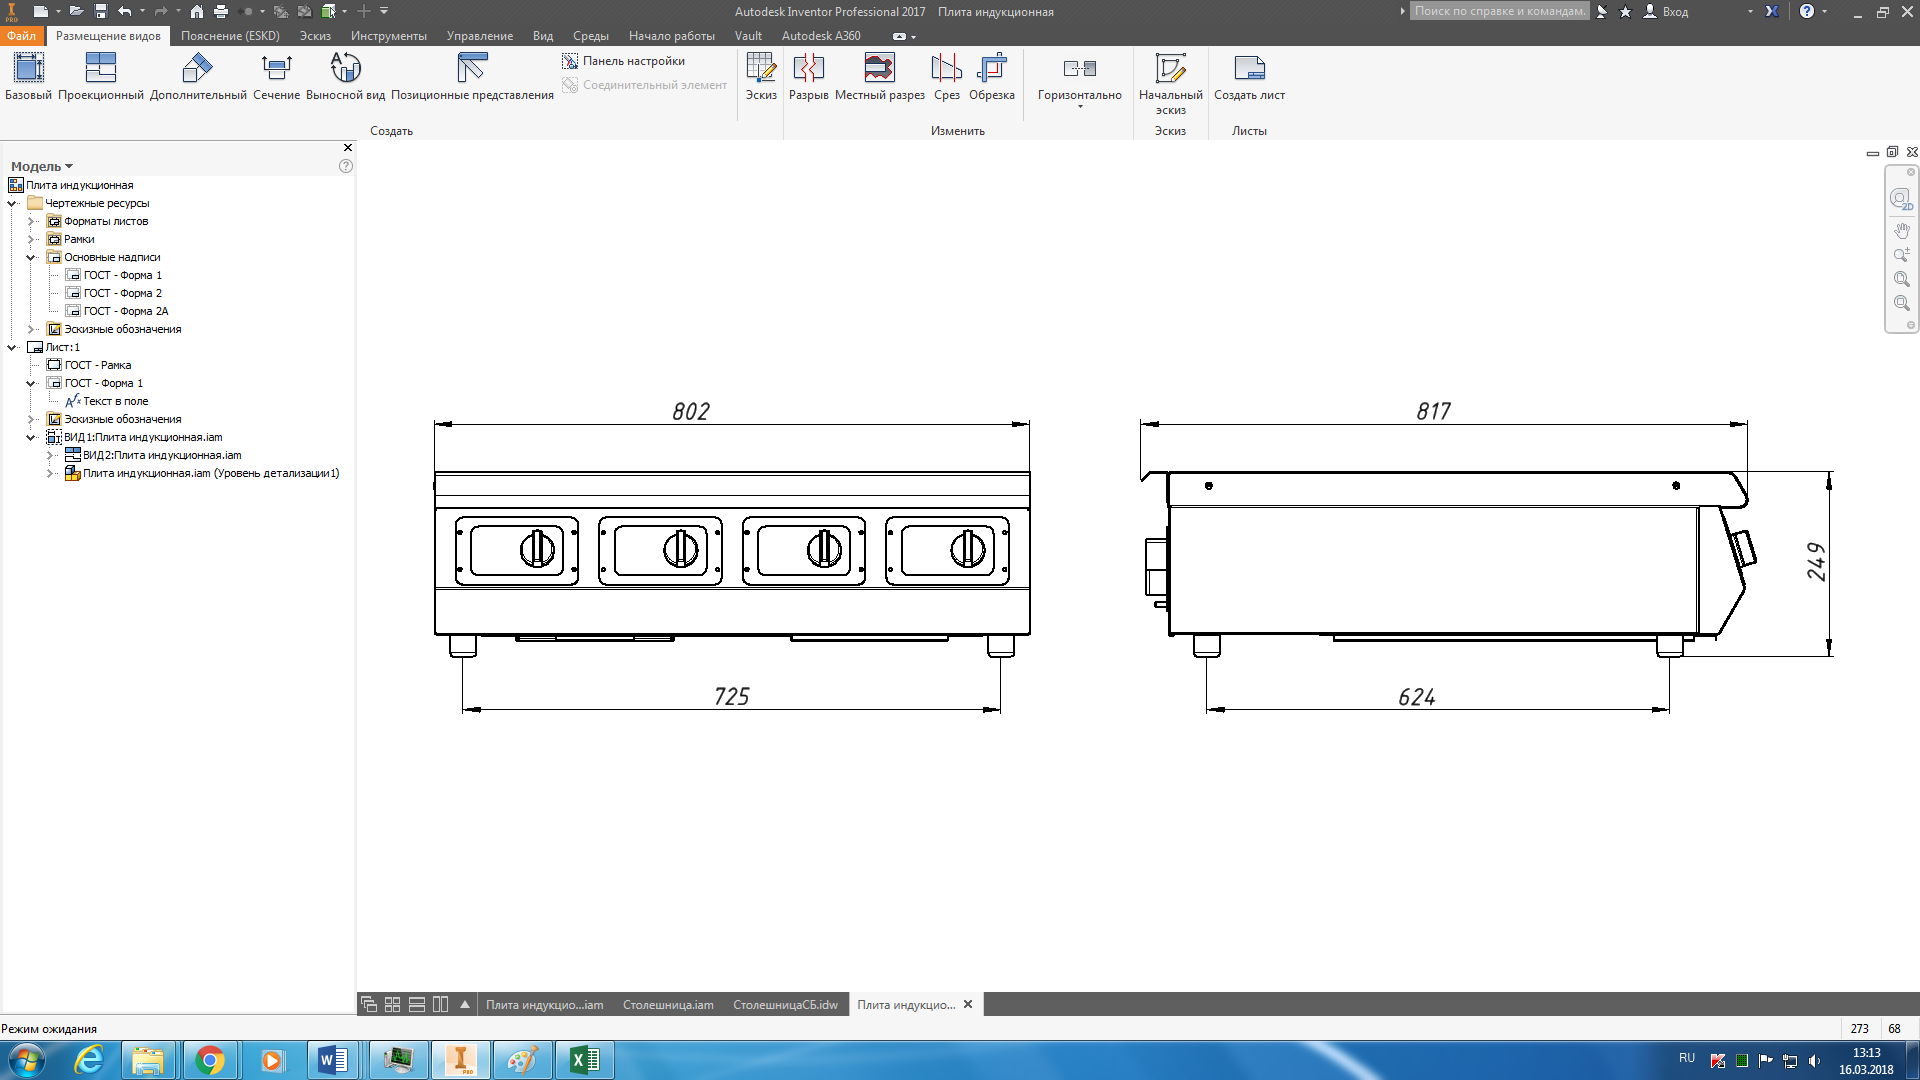 Autodesk Inventor Professional 2017 Плита индукционная
Поиск по справке и командам.
Вход
Файл Размещение видов Пояснение (ESKD) Эскиз Инструменты Управление Вид Среды Начало работы Vault Autodesk A360
Базовый Проекционный Дополнительный Сечение Выносной вид Позиционные представления
Панель настройки
Соединительный элемент
Эскиз Разрыв Местный разрез Срез Обрезка Горизонтально
Начальный эскиз
Создать лист
Создать Изменить Эскиз Листы
Модель
Плита индукционная
Чертежные ресурсы
Форматы листов
Рамки
Основные надписи
ГОСТ - Форма 1
ГОСТ - Форма 2
ГОСТ - Форма 2А
Эскизные обозначения
Лист:1
ГОСТ - Рамка
ГОСТ - Форма 1
Текст в поле
Эскизные обозначения
ВИД1:Плита индукционная.iam
ВИД2:Плита индукционная.iam
Плита индукционная.iam (Уровень детализации1)
2D
802
817
249
725
624
Плита индукцио...iam Столешница.iam СтолешницаСБ.idw Плита индукцио...
Режим ожидания
273 68
RU
13:13
16.03.2018